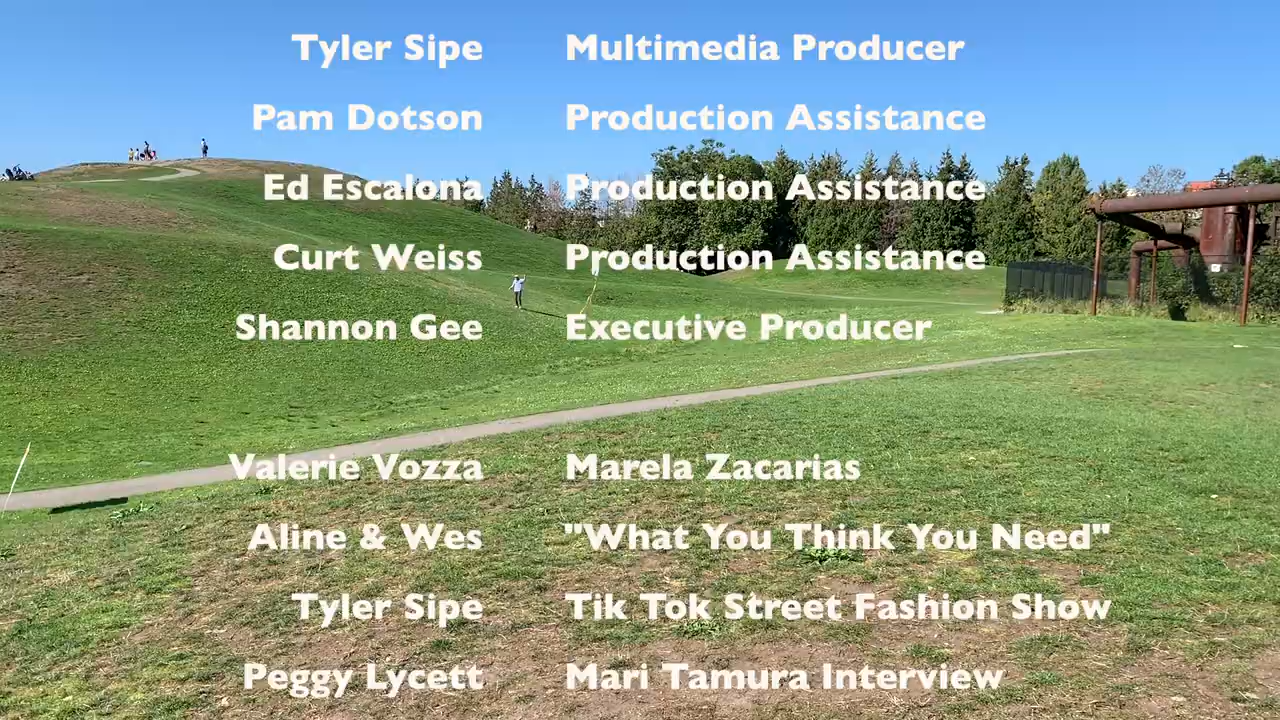 Tyler Sipe Multimedia Producer
Pam Dotson Production Assistance
Ed Escalona Production Assistance
Curt Weiss Production Assistance
Shannon Gee Executive Producer
Valerie Vozza Marela Zacarias
Aline & Wes "What You Think You Need"
Tyler Sipe Tik Tok Street Fashion Show
Peggy Lycett Mari Tamura Interview